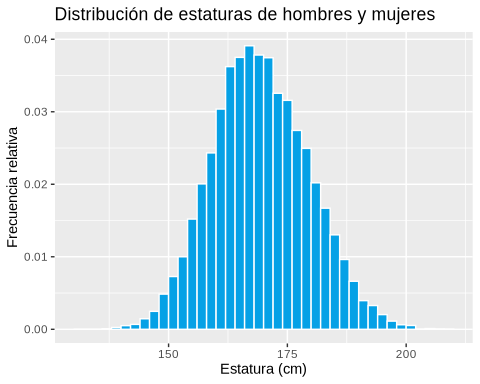 Distribución de estaturas de hombres y mujeres
Frecuencia relativa
0.04
0.03
0.02
0.01
0.00
150
175
200
Estatura (cm)